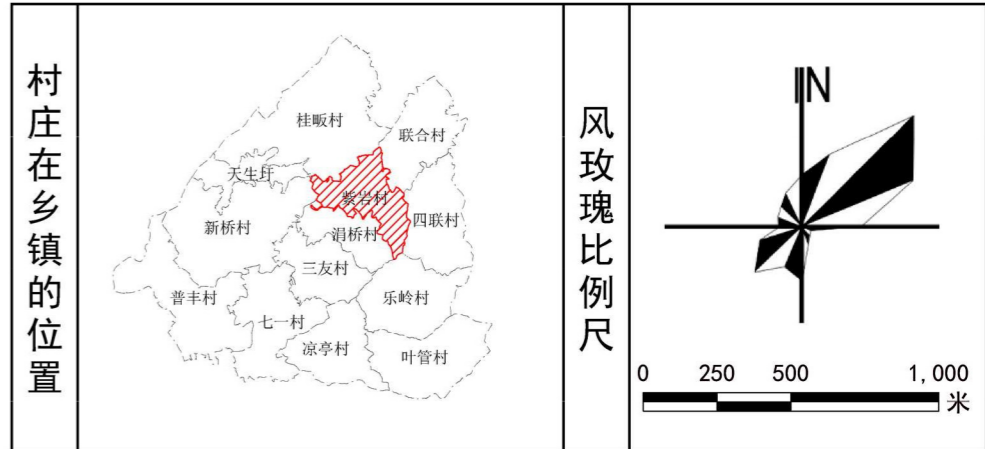 村庄在乡镇的位置
桂畈村
联合村
天生圩
紫岩村
新桥村
涓桥村
四联村
三友村
普丰村
乐岭村
七一村
凉亭村
叶管村
风玫瑰比例尺
N
0 250 500 1,000
米